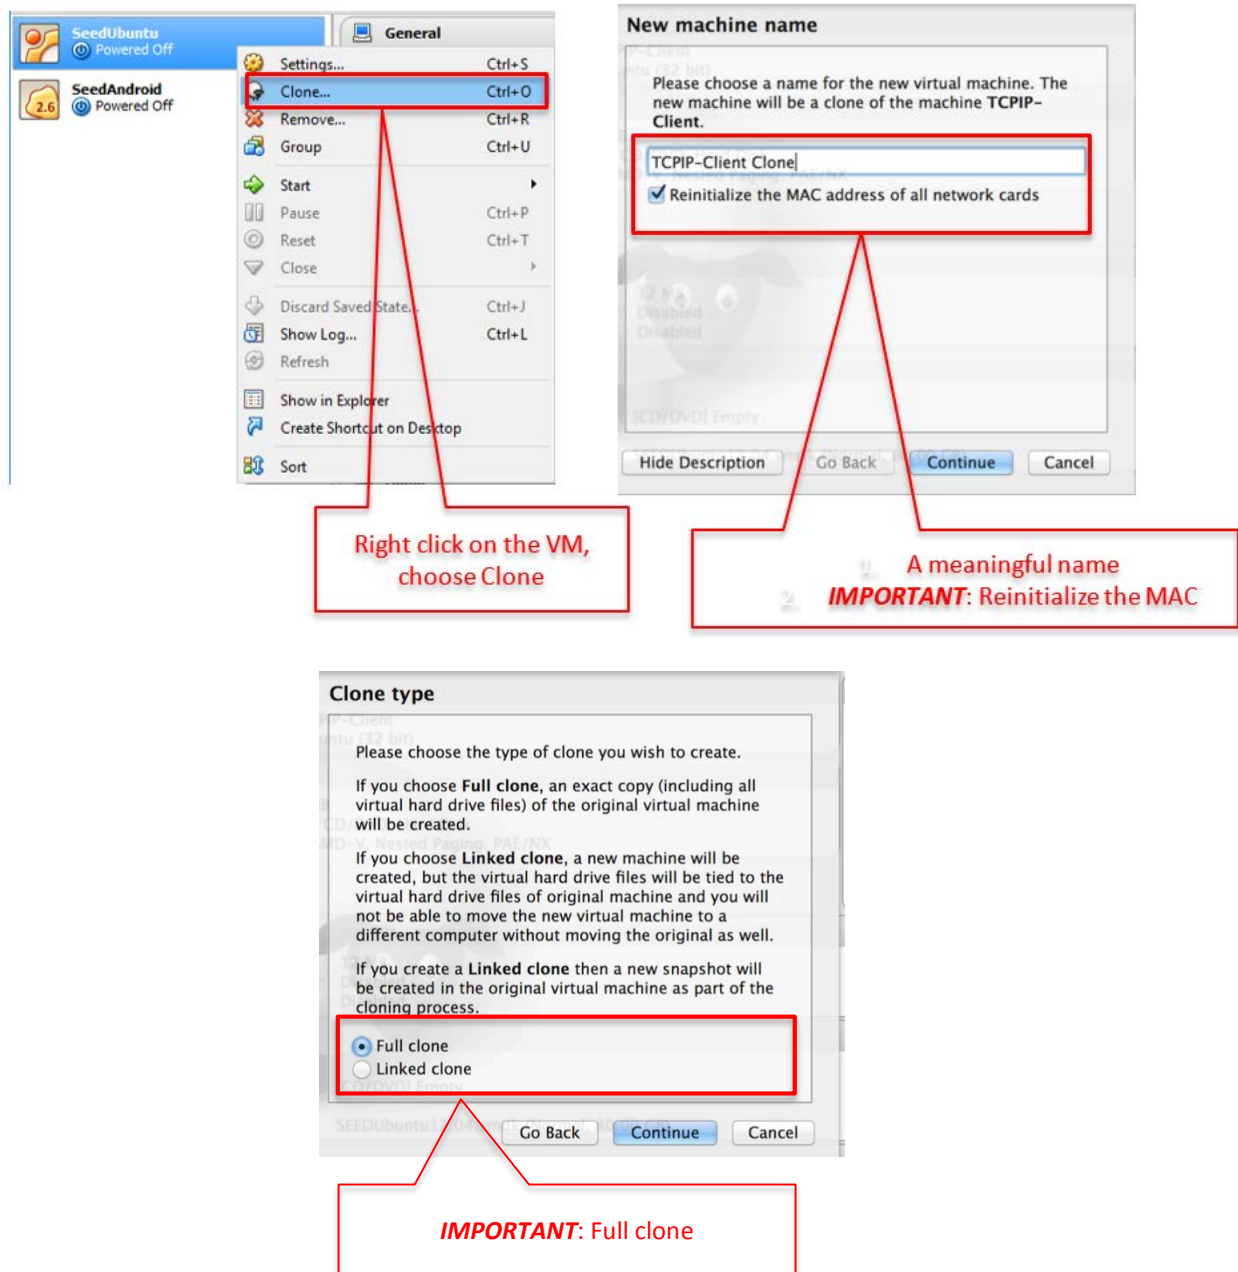 SeedUbuntu
Powered Off
2.6
SeedAndroid
Powered Off
General
Settings... Ctrl+S
Clone... Ctrl+O
Remove... Ctrl+R
Group Ctrl+U
Start
Pause Ctrl+P
Reset Ctrl+T
Close
Discard Saved State... Ctrl+J
Show Log... Ctrl+L
Refresh
Show in Explorer
Create Shortcut on Desktop
Sort
Right click on the VM,
choose Clone
New machine name
Please choose a name for the new virtual machine. The
new machine will be a clone of the machine TCPIP-
Client.
TCPIP-Client Clone
Reinitialize the MAC address of all network cards
Disabled
Disabled
[CD/DVD] Empty
Hide Description Go Back Continue Cancel
1. A meaningful name
2. IMPORTANT: Reinitialize the MAC
Clone type
Please choose the type of clone you wish to create.
If you choose Full clone, an exact copy (including all
virtual hard drive files) of the original virtual machine
will be created.
If you choose Linked clone, a new machine will be
created, but the virtual hard drive files will be tied to the
virtual hard drive files of original machine and you will
not be able to move the new virtual machine to a
different computer without moving the original as well.
If you create a Linked clone then a new snapshot will
be created in the original virtual machine as part of the
cloning process.
Full clone
Linked clone
Go Back Continue Cancel
IMPORTANT: Full clone